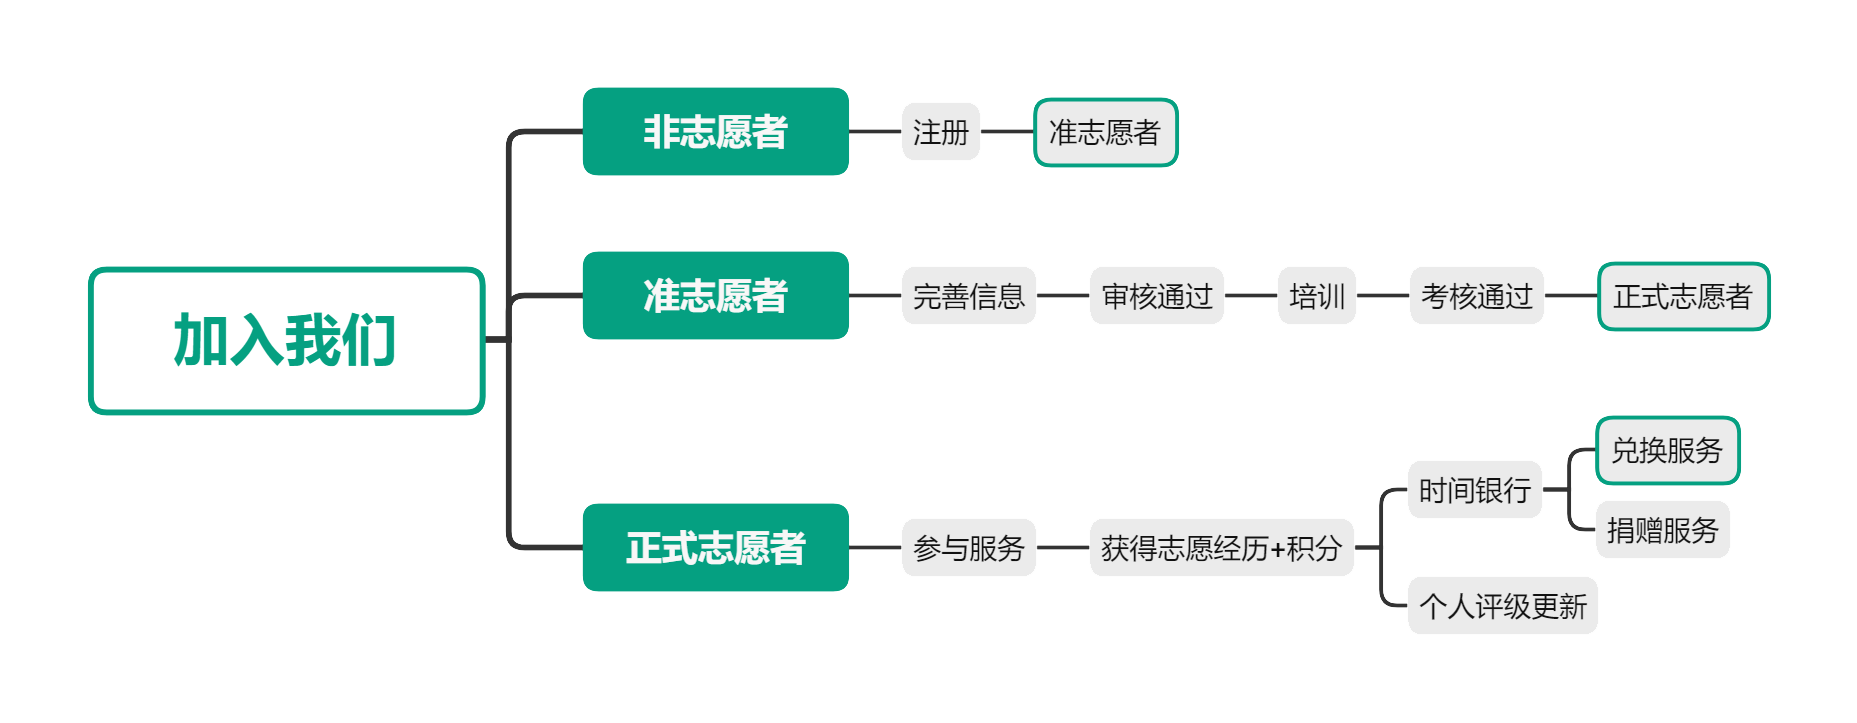 加入我们
非志愿者
注册
准志愿者
准志愿者
完善信息
审核通过
培训
考核通过
正式志愿者
正式志愿者
参与服务
获得志愿经历+积分
时间银行
兑换服务
捐赠服务
个人评级更新